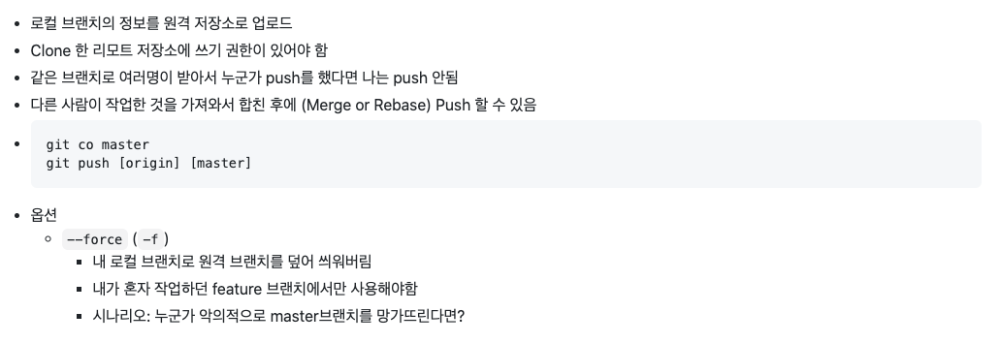 로컬 브랜치의 정보를 원격 저장소로 업로드
Clone 한 리모트 저장소에 쓰기 권한이 있어야 함
같은 브랜치로 여러명이 받아서 누군가 push를 했다면 나는 push 안됨
다른 사람이 작업한 것을 가져와서 합친 후에 (Merge or Rebase) Push 할 수 있음
git co master
git push [origin] [master]
옵션
--force (-f)
내 로컬 브랜치로 원격 브랜치를 덮어 씌워버림
내가 혼자 작업하던 feature 브랜치에서만 사용해야함
시나리오: 누군가 악의적으로 master브랜치를 망가뜨린다면?